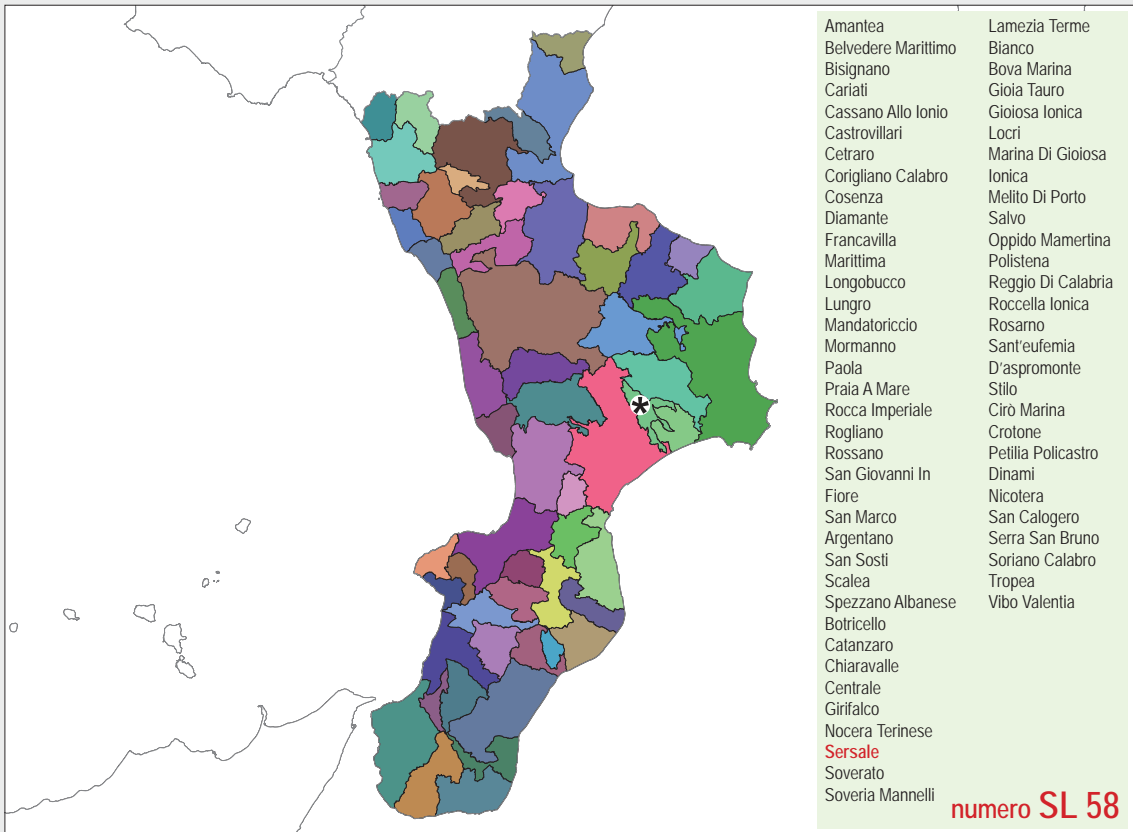 Amantea
Belvedere Marittimo
Bisignano
Cariati
Cassano Allo Ionio
Castrovillari
Cetraro
Corigliano Calabro
Cosenza
Diamante
Francavilla
Marittima
Longobucco
Lungro
Mandatoriccio
Mormanno
Paola
Praia A Mare
Rocca Imperiale
Rogliano
Rossano
San Giovanni In
Fiore
San Marco
Argentano
San Sosti
Scalea
Spezzano Albanese
Botricello
Catanzaro
Chiaravalle
Centrale
Girifalco
Nocera Terinese
Sersale
Soverato
Soveria Mannelli
Lamezia Terme
Bianco
Bova Marina
Gioia Tauro
Gioiosa Ionica
Locri
Marina Di Gioiosa
Ionica
Melito Di Porto
Salvo
Oppido Mamertina
Polistena
Reggio Di Calabria
Roccella Ionica
Rosarno
Sant'eufemia
D'aspromonte
Stilo
Cirò Marina
Crotone
Petilia Policastro
Dinami
Nicotera
San Calogero
Serra San Bruno
Soriano Calabro
Tropea
Vibo Valentia
numero SL 58
*